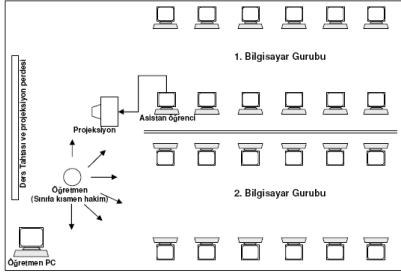 1. Bilgisayar Gurubu
Ders Tahtası ve projeksiyon perdesi
Asistan öğrenci
Projeksiyon
Öğretmen
(Sınıfa kısmen hakim)
2. Bilgisayar Gurubu
Öğretmen PC